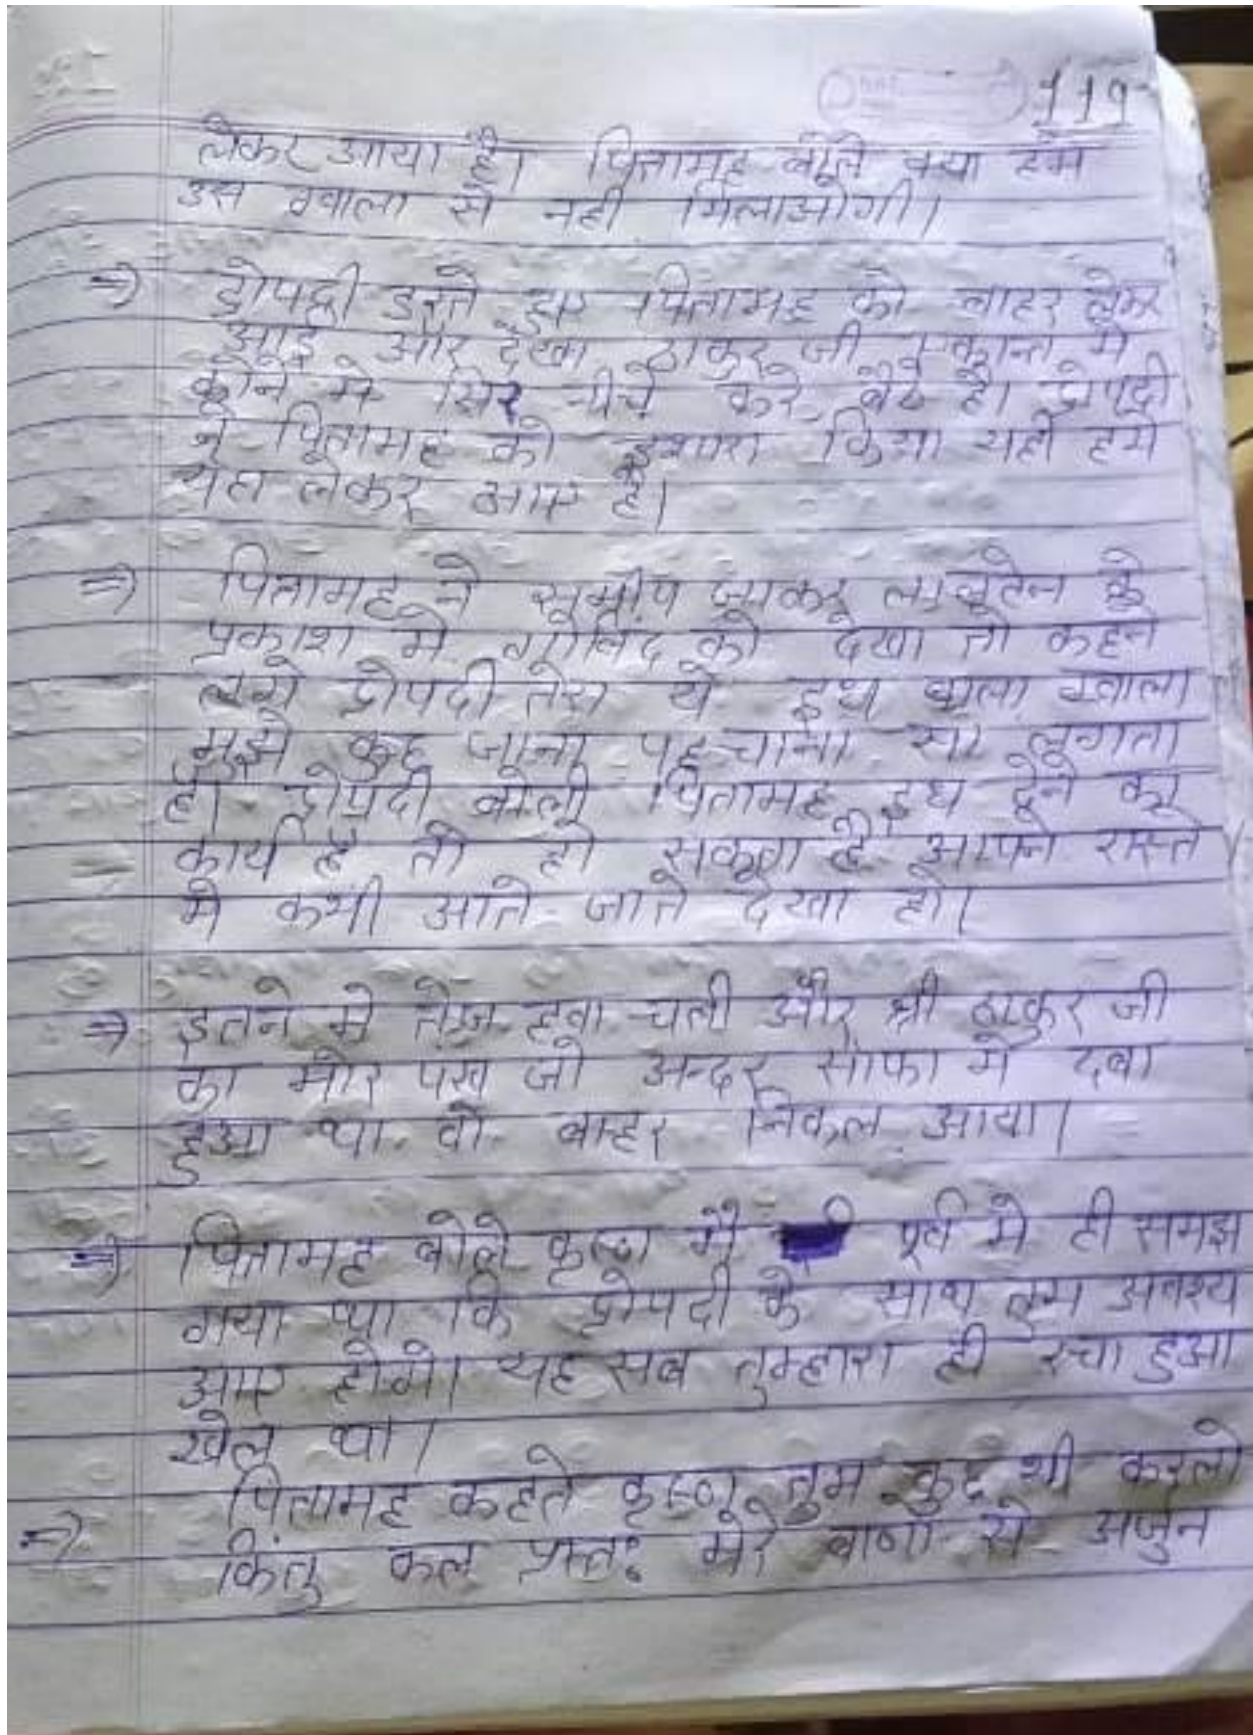 119
लेकर आया है। पितामह बोले क्या हमे
उस ग्वाला से नही मिलाओगी।
=> द्रोपदी डरते हुए पितामह को बाहर लेकर
आई और देखा ठाकुर जी एकान्त मे
कोने मे सिर नीचे करे बैठे है। द्रोपदी
ने पितामह को इशारा किया यही हमे
यहा लेकर आए है।
=> पितामह ने समीप जाकर लालटेन के
प्रकाश मे गोबिंद को देखा तो कहने
लगे द्रोपदी तेरा ये दुध वाला ग्वाला
मुझे कुछ जाना पहचाना सा लगता
है। द्रोपदी बोली पितामह दुध देने का
कार्य है तो हो सकता है आपने रास्ते
मे कभी आते जाते देखा हो।
=> इतने मे तेज हवा चली और श्री ठाकुर जी
का मोर पंख जो अन्दर साफा मे दबा
हुआ था वो बाहर निकल आया।
=> पितामह बोले कृष्ण मै पूर्व मे ही समझ
गया था कि द्रोपदी के साथ तुम अवश्य
आए होगे। यह सब तुम्हारा ही रचा हुआ
खेल था।
=> पितामह कहते कृष्ण तुम कुछ भी करलो
किंतु कल प्रातः मेरे बाणो से अर्जुन